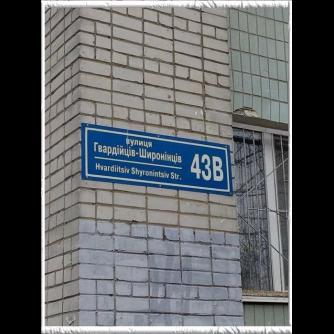 вулиця
Гвардійців-Широнінців
Hvardiitsiv Shyronintsiv Str.
43В